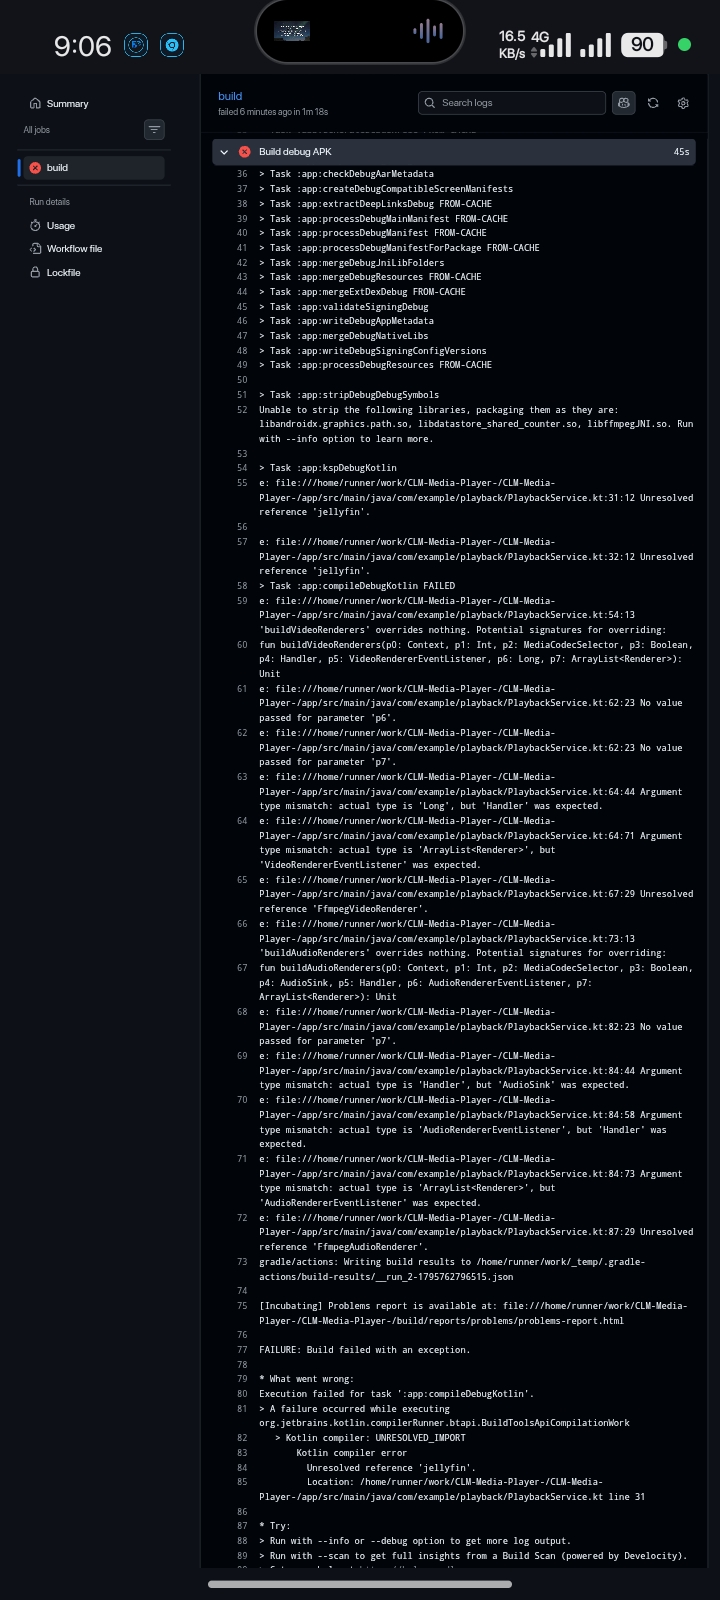 9:06
16.5 4G
KB/s
90
Summary
All jobs
build
Run details
Usage
Workflow file
Lockfile
build
failed 6 minutes ago in 1m 18s
Search logs
Build debug APK 45s
36 > Task :app:checkDebugAarMetadata
37 > Task :app:createDebugCompatibleScreenManifests
38 > Task :app:extractDeepLinksDebug FROM-CACHE
39 > Task :app:processDebugMainManifest FROM-CACHE
40 > Task :app:processDebugManifest FROM-CACHE
41 > Task :app:processDebugManifestForPackage FROM-CACHE
42 > Task :app:mergeDebugJniLibFolders
43 > Task :app:mergeDebugResources FROM-CACHE
44 > Task :app:mergeExtDexDebug FROM-CACHE
45 > Task :app:validateSigningDebug
46 > Task :app:writeDebugAppMetadata
47 > Task :app:mergeDebugNativeLibs
48 > Task :app:writeDebugSigningConfigVersions
49 > Task :app:processDebugResources FROM-CACHE
50
51 > Task :app:stripDebugDebugSymbols
52 Unable to strip the following libraries, packaging them as they are:
libandroidx.graphics.path.so, libdatastore_shared_counter.so, libffmpegJNI.so. Run
with --info option to learn more.
53
54 > Task :app:kspDebugKotlin
55 e: file:///home/runner/work/CLM-Media-Player-/CLM-Media-
Player-/app/src/main/java/com/example/playback/PlaybackService.kt:31:12 Unresolved
reference 'jellyfin'.
56
57 e: file:///home/runner/work/CLM-Media-Player-/CLM-Media-
Player-/app/src/main/java/com/example/playback/PlaybackService.kt:32:12 Unresolved
reference 'jellyfin'.
58 > Task :app:compileDebugKotlin FAILED
59 e: file:///home/runner/work/CLM-Media-Player-/CLM-Media-
Player-/app/src/main/java/com/example/playback/PlaybackService.kt:54:13
'buildVideoRenderers' overrides nothing. Potential signatures for overriding:
60 fun buildVideoRenderers(p0: Context, p1: Int, p2: MediaCodecSelector, p3: Boolean,
p4: Handler, p5: VideoRendererEventListener, p6: Long, p7: ArrayList<Renderer>):
Unit
61 e: file:///home/runner/work/CLM-Media-Player-/CLM-Media-
Player-/app/src/main/java/com/example/playback/PlaybackService.kt:62:23 No value
passed for parameter 'p6'.
62 e: file:///home/runner/work/CLM-Media-Player-/CLM-Media-
Player-/app/src/main/java/com/example/playback/PlaybackService.kt:62:23 No value
passed for parameter 'p7'.
63 e: file:///home/runner/work/CLM-Media-Player-/CLM-Media-
Player-/app/src/main/java/com/example/playback/PlaybackService.kt:64:44 Argument
type mismatch: actual type is 'Long', but 'Handler' was expected.
64 e: file:///home/runner/work/CLM-Media-Player-/CLM-Media-
Player-/app/src/main/java/com/example/playback/PlaybackService.kt:64:71 Argument
type mismatch: actual type is 'ArrayList<Renderer>', but
'VideoRendererEventListener' was expected.
65 e: file:///home/runner/work/CLM-Media-Player-/CLM-Media-
Player-/app/src/main/java/com/example/playback/PlaybackService.kt:67:29 Unresolved
reference 'FfmpegVideoRenderer'.
66 e: file:///home/runner/work/CLM-Media-Player-/CLM-Media-
Player-/app/src/main/java/com/example/playback/PlaybackService.kt:73:13
'buildAudioRenderers' overrides nothing. Potential signatures for overriding:
67 fun buildAudioRenderers(p0: Context, p1: Int, p2: MediaCodecSelector, p3: Boolean,
p4: AudioSink, p5: Handler, p6: AudioRendererEventListener, p7:
ArrayList<Renderer>): Unit
68 e: file:///home/runner/work/CLM-Media-Player-/CLM-Media-
Player-/app/src/main/java/com/example/playback/PlaybackService.kt:82:23 No value
passed for parameter 'p7'.
69 e: file:///home/runner/work/CLM-Media-Player-/CLM-Media-
Player-/app/src/main/java/com/example/playback/PlaybackService.kt:84:44 Argument
type mismatch: actual type is 'Handler', but 'AudioSink' was expected.
70 e: file:///home/runner/work/CLM-Media-Player-/CLM-Media-
Player-/app/src/main/java/com/example/playback/PlaybackService.kt:84:58 Argument
type mismatch: actual type is 'AudioRendererEventListener', but 'Handler' was
expected.
71 e: file:///home/runner/work/CLM-Media-Player-/CLM-Media-
Player-/app/src/main/java/com/example/playback/PlaybackService.kt:84:73 Argument
type mismatch: actual type is 'ArrayList<Renderer>', but
'AudioRendererEventListener' was expected.
72 e: file:///home/runner/work/CLM-Media-Player-/CLM-Media-
Player-/app/src/main/java/com/example/playback/PlaybackService.kt:87:29 Unresolved
reference 'FfmpegAudioRenderer'.
73 gradle/actions: Writing build results to /home/runner/work/_temp/.gradle-
actions/build-results/__run_2-1795762796515.json
74
75 [Incubating] Problems report is available at: file:///home/runner/work/CLM-Media-
Player-/CLM-Media-Player-/build/reports/problems/problems-report.html
76
77 FAILURE: Build failed with an exception.
78
79 * What went wrong:
80 Execution failed for task ':app:compileDebugKotlin'.
81 > A failure occurred while executing
org.jetbrains.kotlin.compilerRunner.btapi.BuildToolsApiCompilationWork
82 > Kotlin compiler: UNRESOLVED_IMPORT
83 Kotlin compiler error
84 Unresolved reference 'jellyfin'.
85 Location: /home/runner/work/CLM-Media-Player-/CLM-Media-
Player-/app/src/main/java/com/example/playback/PlaybackService.kt line 31
86
87 * Try:
88 > Run with --info or --debug option to get more log output.
89 > Run with --scan to get full insights from a Build Scan (powered by Develocity).